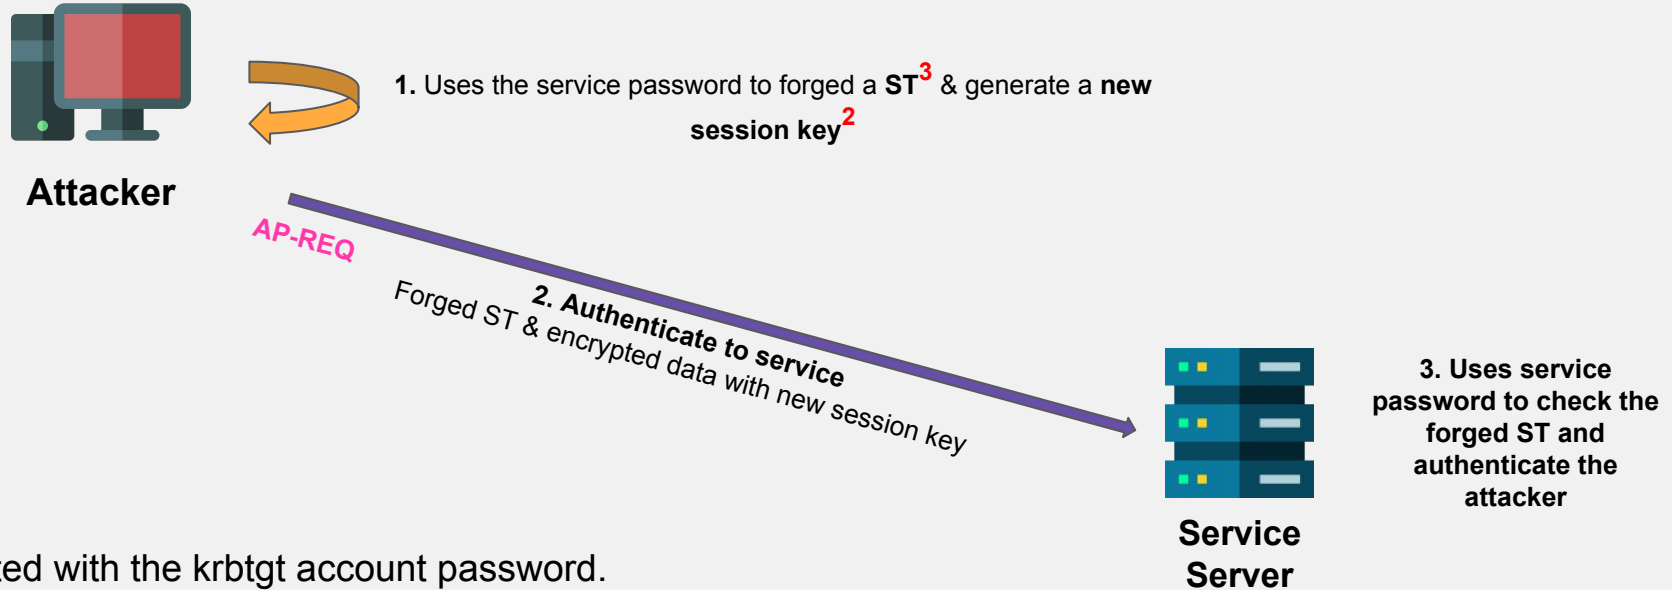 1. Uses the service password to forged a ST3 & generate a new
session key2
Attacker
AP-REQ
2. Authenticate to service
Forged ST & encrypted data with new session key
3. Uses service
password to check the
forged ST and
authenticate the
attacker
Service
Server
with the krbtgt account password.